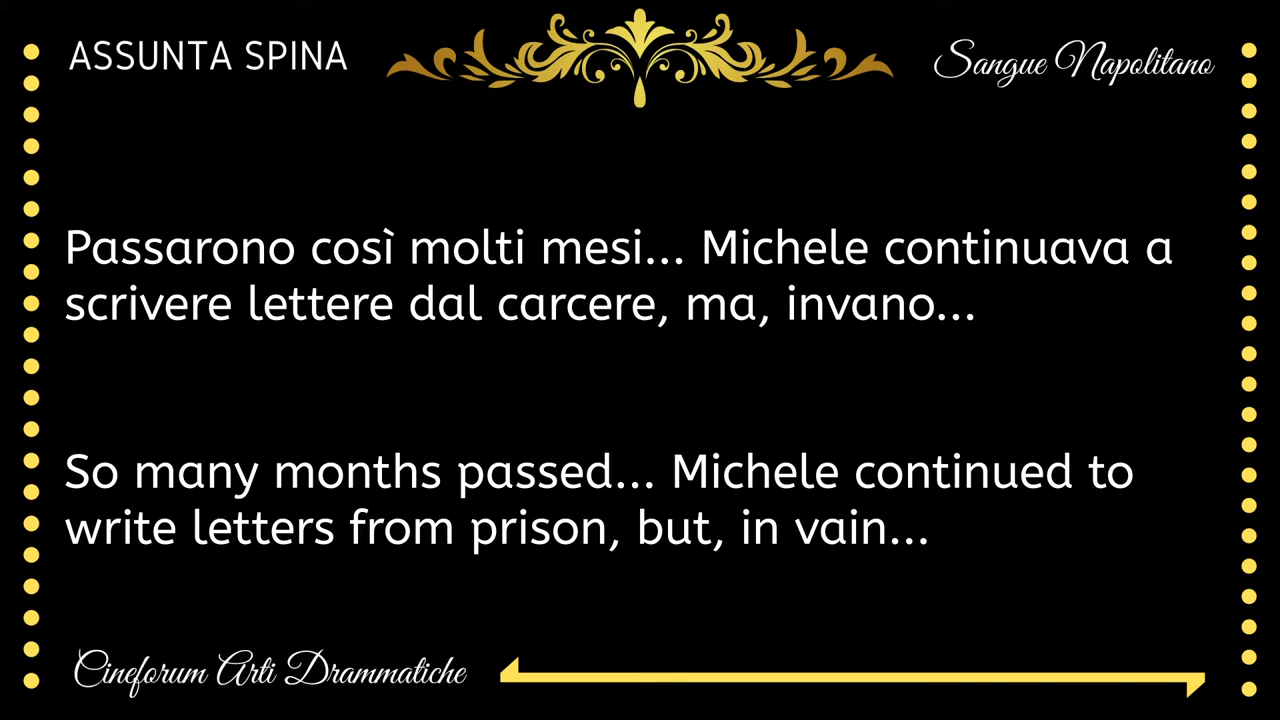 ASSUNTA SPINA
Sangue Napolitano
Passarono così molti mesi... Michele continuava a
scrivere lettere dal carcere, ma, invano...
So many months passed... Michele continued to
write letters from prison, but, in vain...
Cineforum Arti Drammatiche